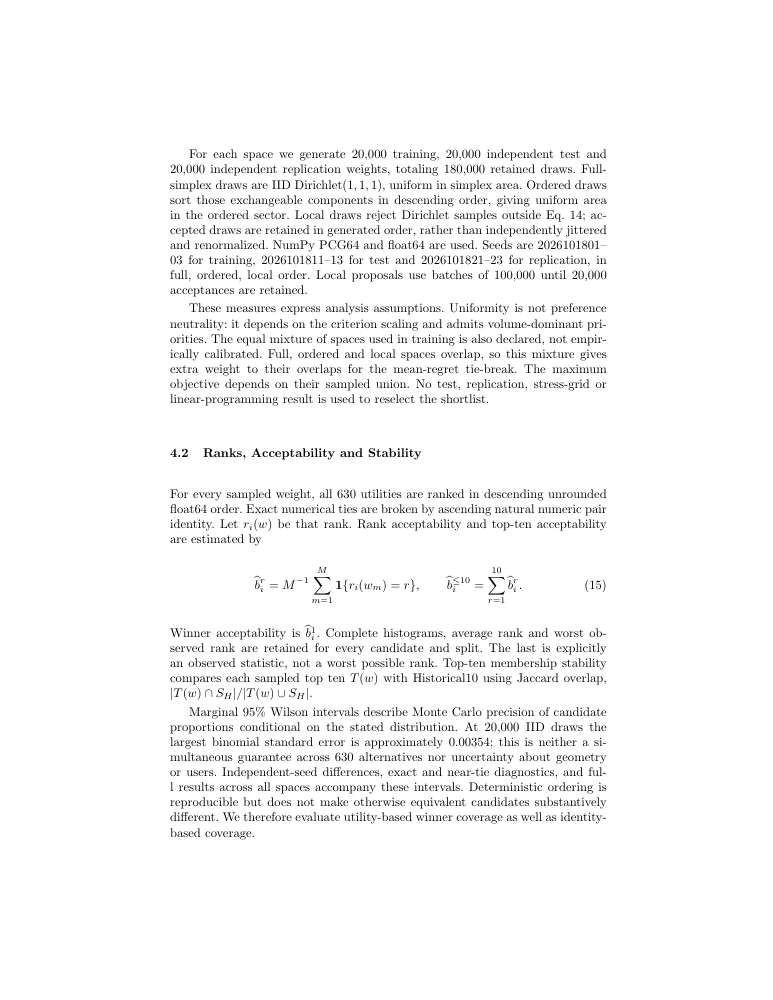 For each space we generate 20,000 training, 20,000 independent test and
20,000 independent replication weights, totaling 180,000 retained draws. Full-
simplex draws are IID Dirichlet(1, 1, 1), uniform in simplex area. Ordered draws
sort those exchangeable components in descending order, giving uniform area
in the ordered sector. Local draws reject Dirichlet samples outside Eq. 14; ac-
cepted draws are retained in generated order, rather than independently jittered
and renormalized. NumPy PCG64 and float64 are used. Seeds are 2026101801–
03 for training, 2026101811–13 for test and 2026101821–23 for replication, in
full, ordered, local order. Local proposals use batches of 100,000 until 20,000
acceptances are retained.
These measures express analysis assumptions. Uniformity is not preference
neutrality: it depends on the criterion scaling and admits volume-dominant pri-
orities. The equal mixture of spaces used in training is also declared, not empir-
ically calibrated. Full, ordered and local spaces overlap, so this mixture gives
extra weight to their overlaps for the mean-regret tie-break. The maximum
objective depends on their sampled union. No test, replication, stress-grid or
linear-programming result is used to reselect the shortlist.
4.2 Ranks, Acceptability and Stability
For every sampled weight, all 630 utilities are ranked in descending unrounded
float64 order. Exact numerical ties are broken by ascending natural numeric pair
identity. Let r_i(w) be that rank. Rank acceptability and top-ten acceptability
are estimated by
b̂_i^r = M^{-1} ∑_{m=1}^{M} 1{r_i(w_m) = r}, b̂_i^{≤10} = ∑_{r=1}^{10} b̂_i^r. (15)
Winner acceptability is b̂_i^1. Complete histograms, average rank and worst ob-
served rank are retained for every candidate and split. The last is explicitly
an observed statistic, not a worst possible rank. Top-ten membership stability
compares each sampled top ten T(w) with Historical10 using Jaccard overlap,
|T(w) ∩ S_H|/|T(w) ∪ S_H|.
Marginal 95% Wilson intervals describe Monte Carlo precision of candidate
proportions conditional on the stated distribution. At 20,000 IID draws the
largest binomial standard error is approximately 0.00354; this is neither a si-
multaneous guarantee across 630 alternatives nor uncertainty about geometry
or users. Independent-seed differences, exact and near-tie diagnostics, and ful-
l results across all spaces accompany these intervals. Deterministic ordering is
reproducible but does not make otherwise equivalent candidates substantively
different. We therefore evaluate utility-based winner coverage as well as identity-
based coverage.